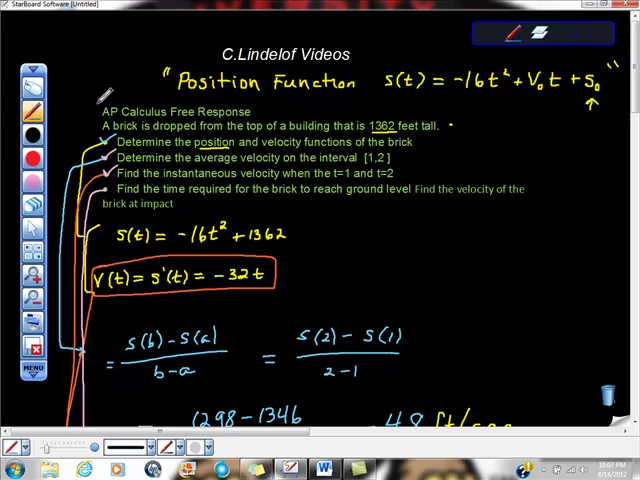 StarBoard Software [Untitled]
C.Lindelof Videos
"Position Function s(t) = -16t² + V₀t + S₀"
AP Calculus Free Response
A brick is dropped from the top of a building that is 1362 feet tall.
Determine the position and velocity functions of the brick
Determine the average velocity on the interval [1,2]
Find the instantaneous velocity when the t=1 and t=2
Find the time required for the brick to reach ground level Find the velocity of the
brick at impact
s(t) = -16t² + 1362
v(t) = s'(t) = -32t
= s(b) - s(a) / b-a = s(2) - s(1) / 2-1
1298 - 1346
-48 ft/sec
MENU
10:07 PM
4/14/2012